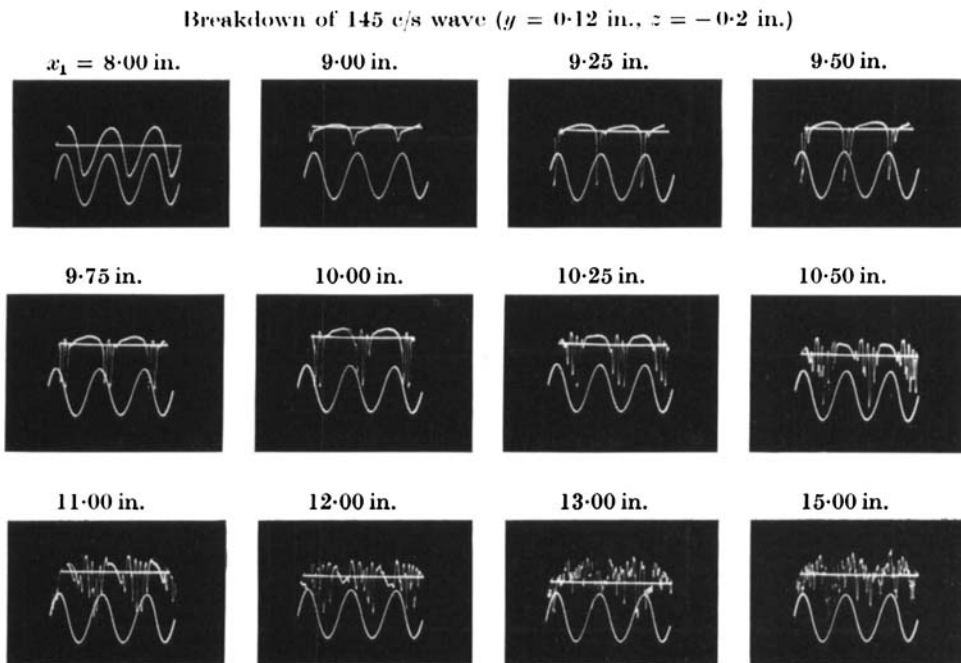 Breakdown of 145 c/s wave (y = 0·12 in., z = −0·2 in.)
x₁ = 8·00 in. 9·00 in. 9·25 in. 9·50 in.
9·75 in. 10·00 in. 10·25 in. 10·50 in.
11·00 in. 12·00 in. 13·00 in. 15·00 in.